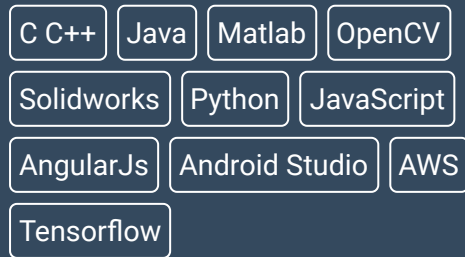 C C++ Java Matlab OpenCV
Solidworks Python JavaScript
AngularJs Android Studio AWS
Tensorflow